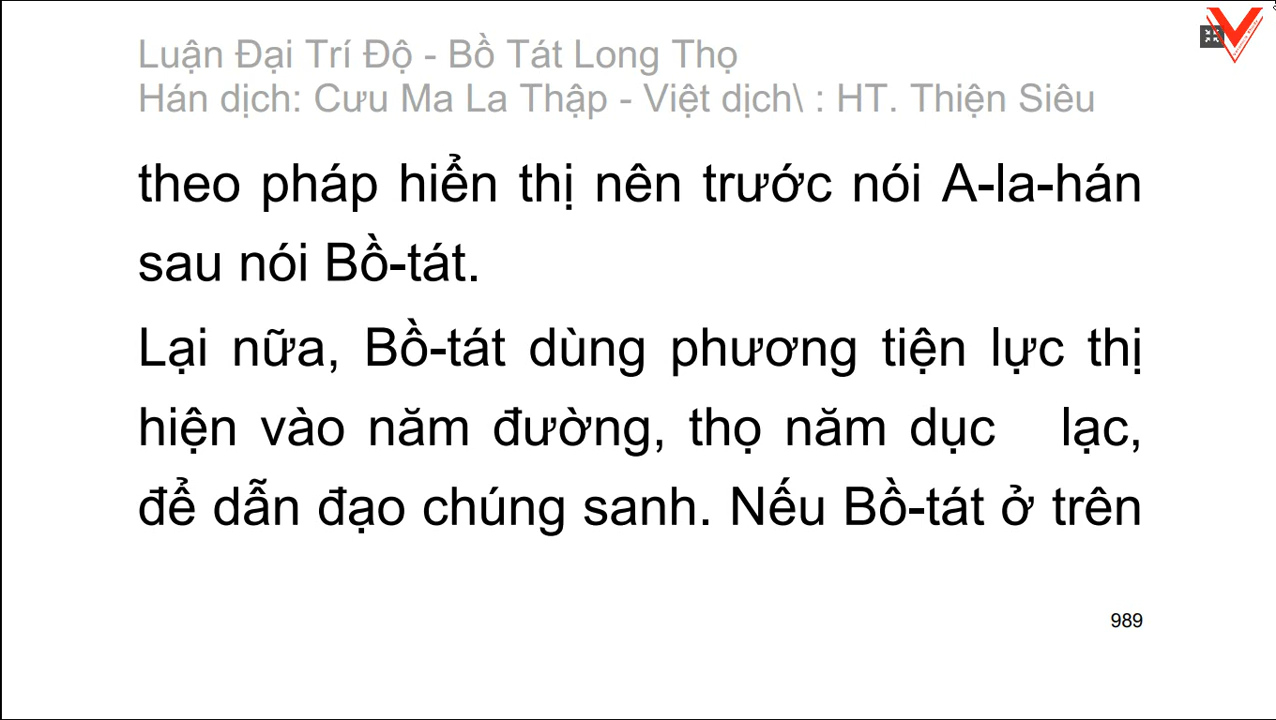 Luận Đại Trí Độ - Bồ Tát Long Thọ
Hán dịch: Cưu Ma La Thập - Việt dịch\ : HT. Thiện Siêu
theo pháp hiển thị nên trước nói A-la-hán
sau nói Bồ-tát.
Lại nữa, Bồ-tát dùng phương tiện lực thị
hiện vào năm đường, thọ năm dục lạc,
để dẫn đạo chúng sanh. Nếu Bồ-tát ở trên
989